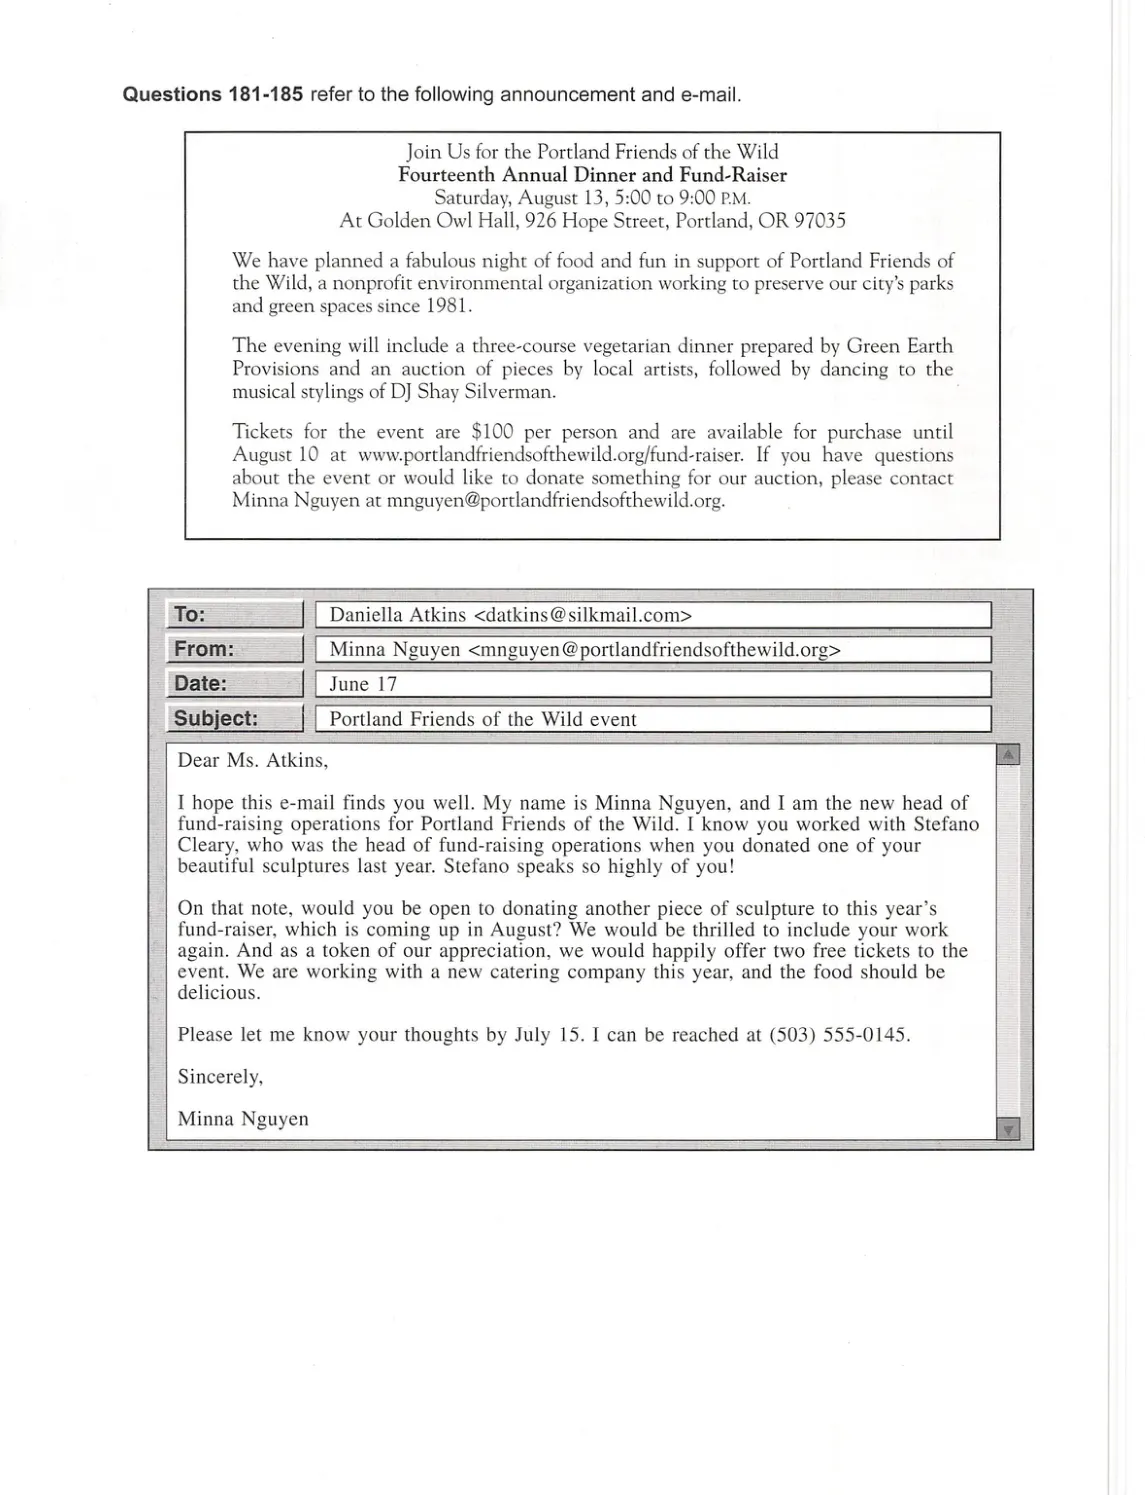 Questions 181-185 refer to the following announcement and e-mail.
Join Us for the Portland Friends of the Wild
Fourteenth Annual Dinner and Fund-Raiser
Saturday, August 13, 5:00 to 9:00 P.M.
At Golden Owl Hall, 926 Hope Street, Portland, OR 97035
We have planned a fabulous night of food and fun in support of Portland Friends of
the Wild, a nonprofit environmental organization working to preserve our city's parks
and green spaces since 1981.
The evening will include a three-course vegetarian dinner prepared by Green Earth
Provisions and an auction of pieces by local artists, followed by dancing to the
musical stylings of DJ Shay Silverman.
Tickets for the event are $100 per person and are available for purchase until
August 10 at www.portlandfriendsofthewild.org/fund-raiser. If you have questions
about the event or would like to donate something for our auction, please contact
Minna Nguyen at mnguyen@portlandfriendsofthewild.org.
To: Daniella Atkins <datkins@silkmail.com>
From: Minna Nguyen <mnguyen@portlandfriendsofthewild.org>
Date: June 17
Subject: Portland Friends of the Wild event
Dear Ms. Atkins,
I hope this e-mail finds you well. My name is Minna Nguyen, and I am the new head of
fund-raising operations for Portland Friends of the Wild. I know you worked with Stefano
Cleary, who was the head of fund-raising operations when you donated one of your
beautiful sculptures last year. Stefano speaks so highly of you!
On that note, would you be open to donating another piece of sculpture to this year's
fund-raiser, which is coming up in August? We would be thrilled to include your work
again. And as a token of our appreciation, we would happily offer two free tickets to the
event. We are working with a new catering company this year, and the food should be
delicious.
Please let me know your thoughts by July 15. I can be reached at (503) 555-0145.
Sincerely,
Minna Nguyen